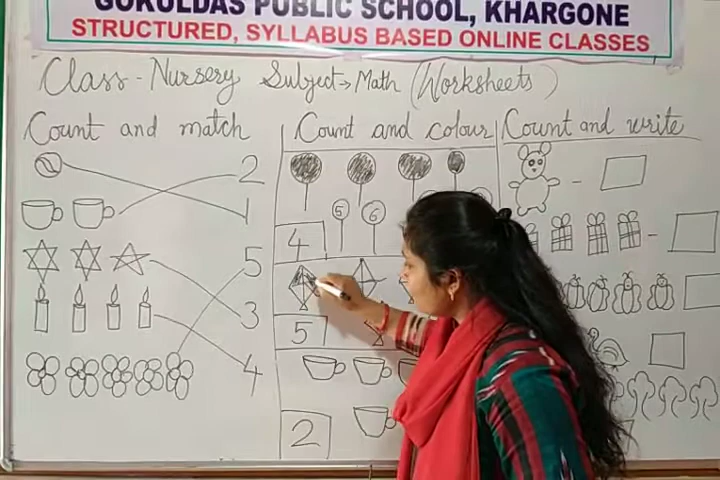 GOKULDAS PUBLIC SCHOOL, KHARGONE
STRUCTURED, SYLLABUS BASED ONLINE CLASSES
Class - Nursery Subject → Math (Worksheets)
Count and match
2
1
5
3
4
Count and colour
5 6
4
5
2
Count and write